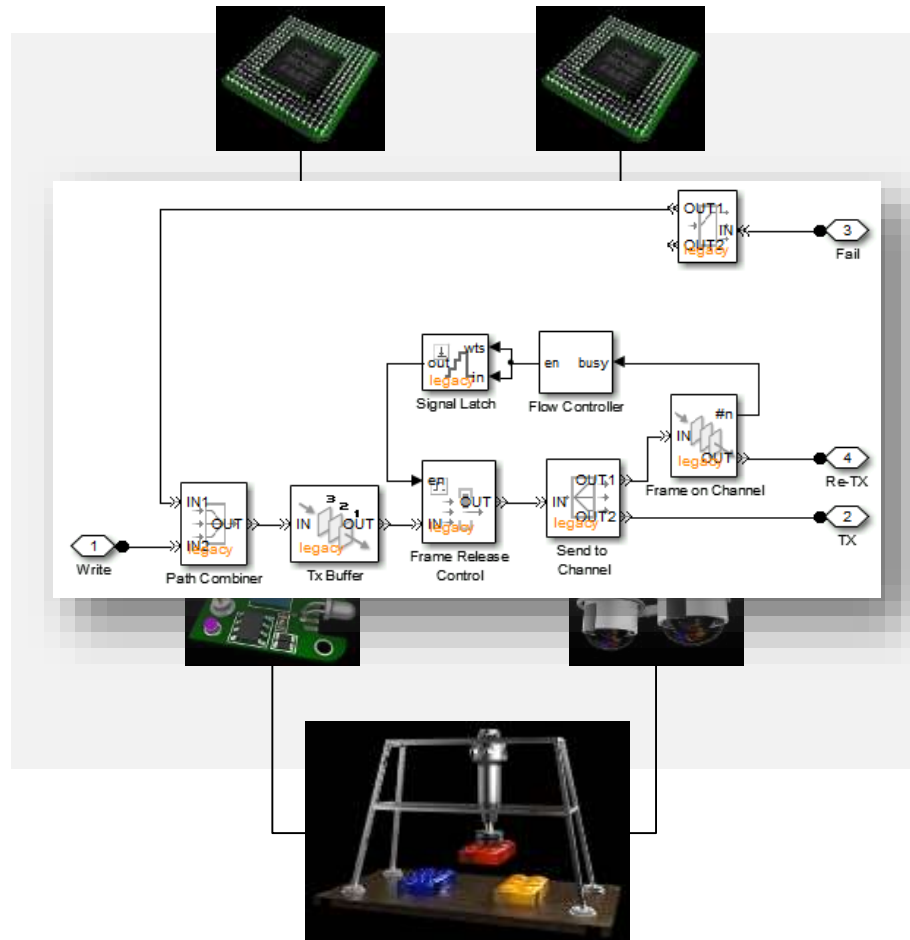 OUT1
IN
OUT2
legacy
3
Fail
wts
out
in
legacy
Signal Latch
en
busy
Flow Controller
#n
IN
OUT
legacy
Frame on Channel
4
Re-TX
IN1
OUT
IN2
legacy
Path Combiner
1
Write
3 2 1
IN
OUT
legacy
Tx Buffer
en
OUT
IN
legacy
Frame Release
Control
OUT1
IN
OUT2
legacy
Send to
Channel
2
TX